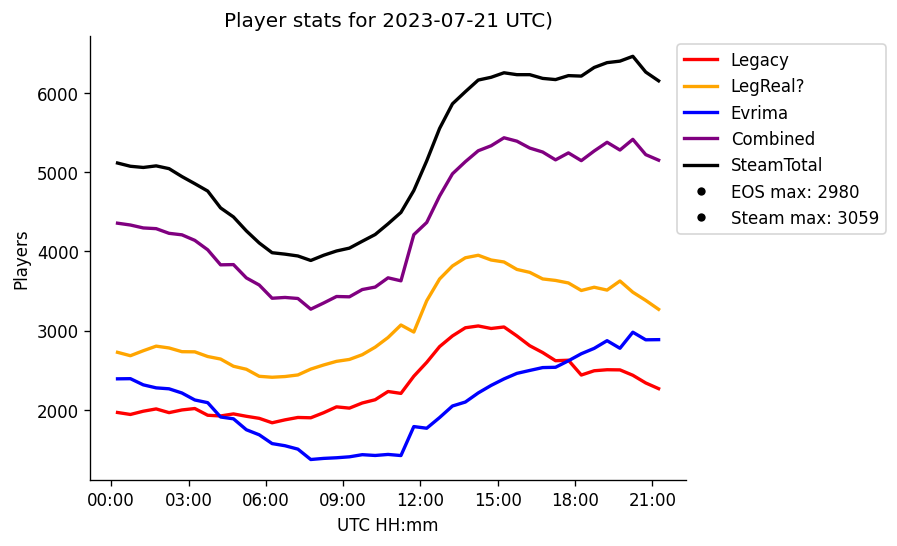 Player stats for 2023-07-21 UTC)
Legacy
LegReal?
Evrima
Combined
SteamTotal
EOS max: 2980
Steam max: 3059
Players
6000
5000
4000
3000
2000
00:00 03:00 06:00 09:00 12:00 15:00 18:00 21:00
UTC HH:mm